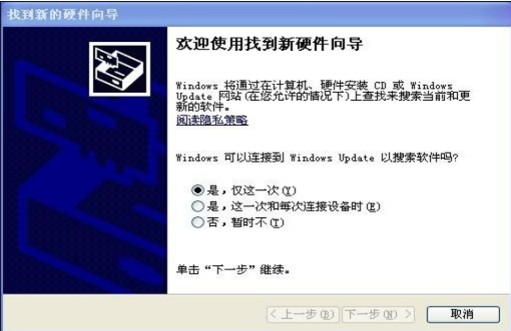 找到新的硬件向导
欢迎使用找到新硬件向导
Windows 将通过在计算机、硬件安装 CD 或 Windows
Update 网站(在您允许的情况下)上查找来搜索当前和更
新的软件。
阅读隐私策略
Windows 可以连接到 Windows Update 以搜索软件吗?
是，仅这一次(Y)
是，这一次和每次连接设备时(E)
否，暂时不(T)
单击“下一步”继续。
< 上一步(B) 下一步(N) > 取消